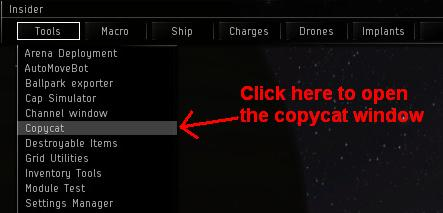 Insider
Tools Macro Ship Charges Drones Implants
Arena Deployment
AutoMoveBot
Ballpark exporter
Cap Simulator
Channel window
Copycat
Destroyable Items
Grid Utilities
Inventory Tools
Module Test
Settings Manager
Click here to open
the copycat window